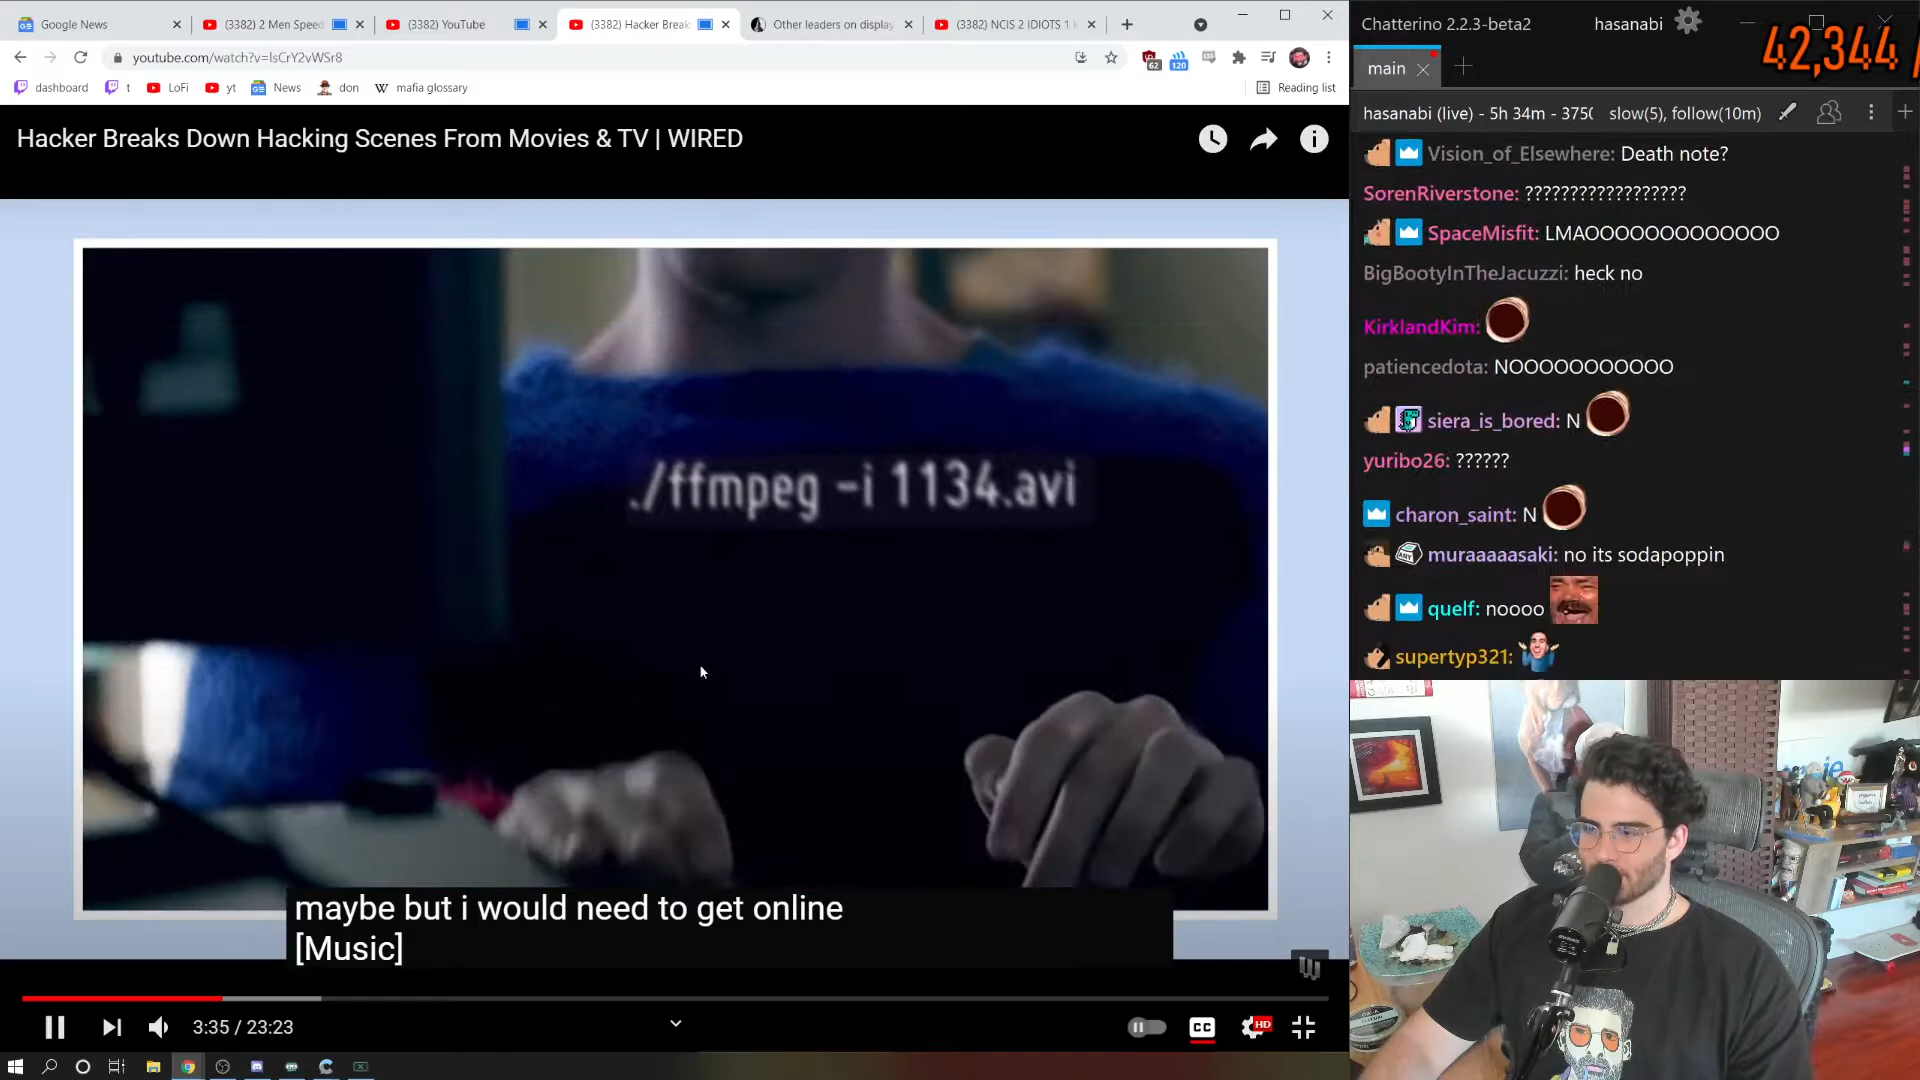 Google News
(3382) 2 Men Speed
(3382) YouTube
(3382) Hacker Break
Other leaders on display
(3382) NCIS 2 IDIOTS 1
youtube.com/watch?v=lsCrY2vWSr8
62
120
dashboard
t
LoFi
yt
News
don
mafia glossary
Reading list
Hacker Breaks Down Hacking Scenes From Movies & TV | WIRED
./ffmpeg -i 1134.avi
maybe but i would need to get online
[Music]
3:35 / 23:23
CC
HD
Chatterino 2.2.3-beta2
hasanabi
42,344 /
main
hasanabi (live) - 5h 34m - 375
slow(5), follow(10m)
Vision_of_Elsewhere: Death note?
SorenRiverstone: ??????????????????
SpaceMisfit: LMAOOOOOOOOOOOOO
BigBootyInTheJacuzzi: heck no
KirklandKim:
patiencedota: NOOOOOOOOOOO
siera_is_bored: N
yuribo26: ??????
charon_saint: N
muraaaaasaki: no its sodapoppin
quelf: noooo
supertyp321: